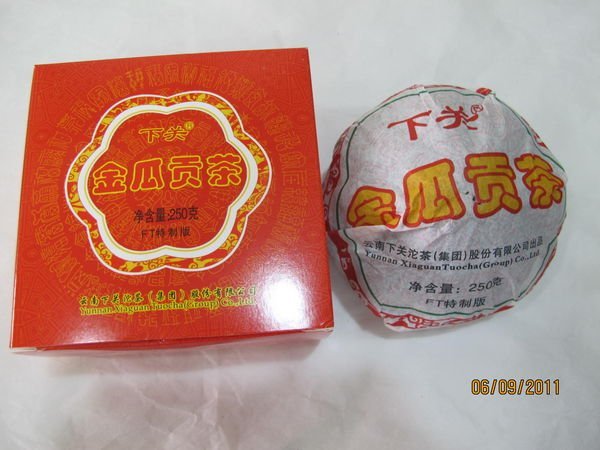 下关®
金瓜贡茶
净含量:250克
FT特制版
云南下关沱茶（集团）股份有限公司
Yunnan Xiaguan Tuocha(Group) Co.,Ltd.
下关®
金瓜贡茶
云南下关沱茶(集团)股份有限公司出品
Yunnan XiaguanTuocha(Group) Co.,Ltd.
净含量：250克
FT特制版
06/09/2011